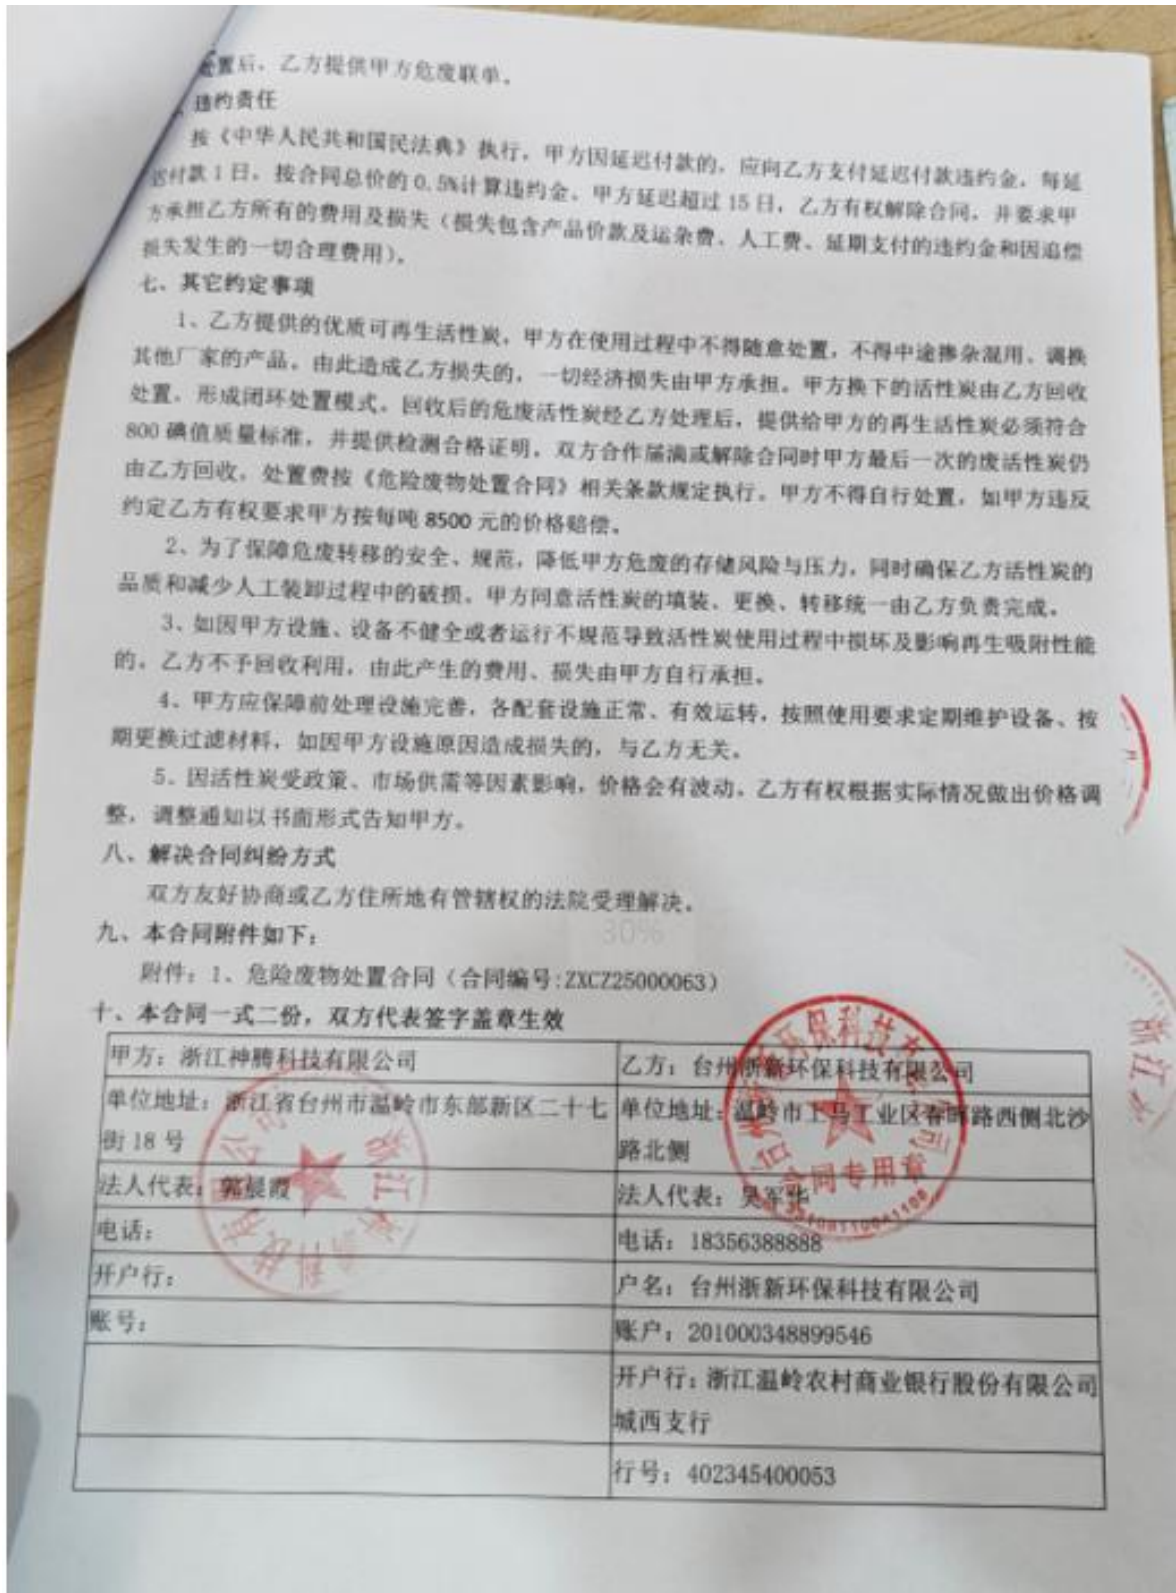 处置后，乙方提供甲方危废联单。
违约责任
按《中华人民共和国民法典》执行，甲方因延迟付款的，应向乙方支付延迟付款违约金，每延
迟付款1日，按合同总价的0.5%计算违约金。甲方延迟超过15日，乙方有权解除合同，并要求甲
方承担乙方所有的费用及损失（损失包含产品价款及运杂费、人工费、延期支付的违约金和因追偿
损失发生的一切合理费用）。
七、其它约定事项
1、乙方提供的优质可再生活性炭，甲方在使用过程中不得随意处置，不得中途掺杂混用、调换
其他厂家的产品。由此造成乙方损失的，一切经济损失由甲方承担。甲方换下的活性炭由乙方回收
处置，形成闭环处置模式。回收后的危废活性炭经乙方处理后，提供给甲方的再生活性炭必须符合
800碘值质量标准，并提供检测合格证明。双方合作届满或解除合同时甲方最后一次的废活性炭仍
由乙方回收，处置费按《危险废物处置合同》相关条款规定执行。甲方不得自行处置，如甲方违反
约定乙方有权要求甲方按每吨8500元的价格赔偿。
2、为了保障危废转移的安全、规范，降低甲方危废的存储风险与压力，同时确保乙方活性炭的
品质和减少人工装卸过程中的破损。甲方同意活性炭的填装、更换、转移统一由乙方负责完成。
3、如因甲方设施、设备不健全或者运行不规范导致活性炭使用过程中损坏及影响再生吸附性能
的，乙方不予回收利用，由此产生的费用、损失由甲方自行承担。
4、甲方应保障前处理设施完善，各配套设施正常、有效运转，按照使用要求定期维护设备、按
期更换过滤材料，如因甲方设施原因造成损失的，与乙方无关。
5、因活性炭受政策、市场供需等因素影响，价格会有波动，乙方有权根据实际情况做出价格调
整，调整通知以书面形式告知甲方。
八、解决合同纠纷方式
双方友好协商或乙方住所地有管辖权的法院受理解决。
30%
九、本合同附件如下：
附件：1、危险废物处置合同（合同编号:ZXCZ25000063）
十、本合同一式二份，双方代表签字盖章生效
甲方：浙江神腾科技有限公司
乙方：台州浙新环保科技有限公司
单位地址：浙江省台州市温岭市东部新区二十七
街18号
单位地址：温岭市上马工业区春晖路西侧北沙
路北侧
法人代表：郭晨霞
法人代表：吴军华
电话：
电话：18356388888
开户行：
户名：台州浙新环保科技有限公司
账号：
账户：201000348899546
开户行：浙江温岭农村商业银行股份有限公司
城西支行
行号：402345400053
合同专用章
浙江